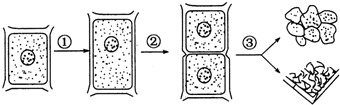 ① ② ③